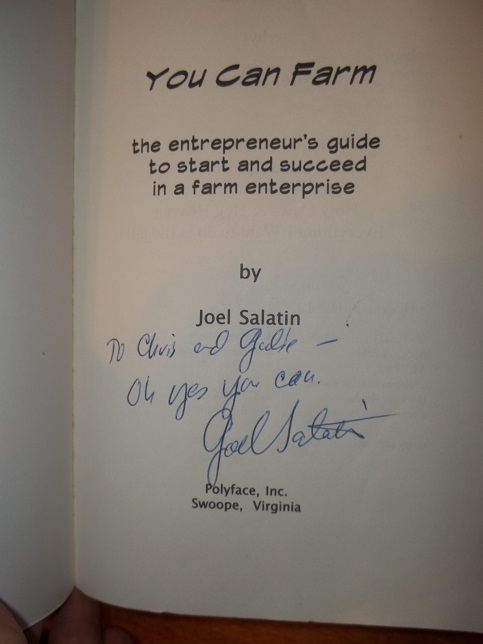 You Can Farm
the entrepreneur's guide
to start and succeed
in a farm enterprise
by
Joel Salatin
To Chris and —
Oh yes you can.
Joel Salatin
Polyface, Inc.
Swoope, Virginia